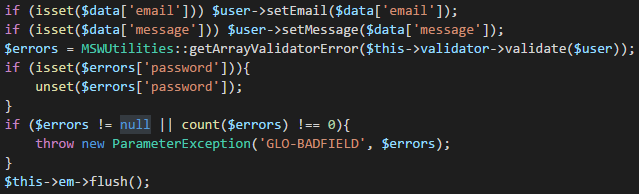 if (isset($data['email'])) $user->setEmail($data['email']);
if (isset($data['message'])) $user->setMessage($data['message']);
$errors = MSWUtilities::getArrayValidatorError($this->validator->validate($user));
if (isset($errors['password'])){
    unset($errors['password']);
}
if ($errors != null || count($errors) !== 0){
    throw new ParameterException('GLO-BADFIELD', $errors);
}
$this->em->flush();